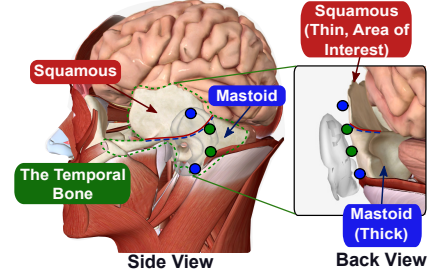 Squamous
Mastoid
The Temporal
Bone
Side View
Squamous
(Thin, Area of
Interest)
Mastoid
(Thick)
Back View